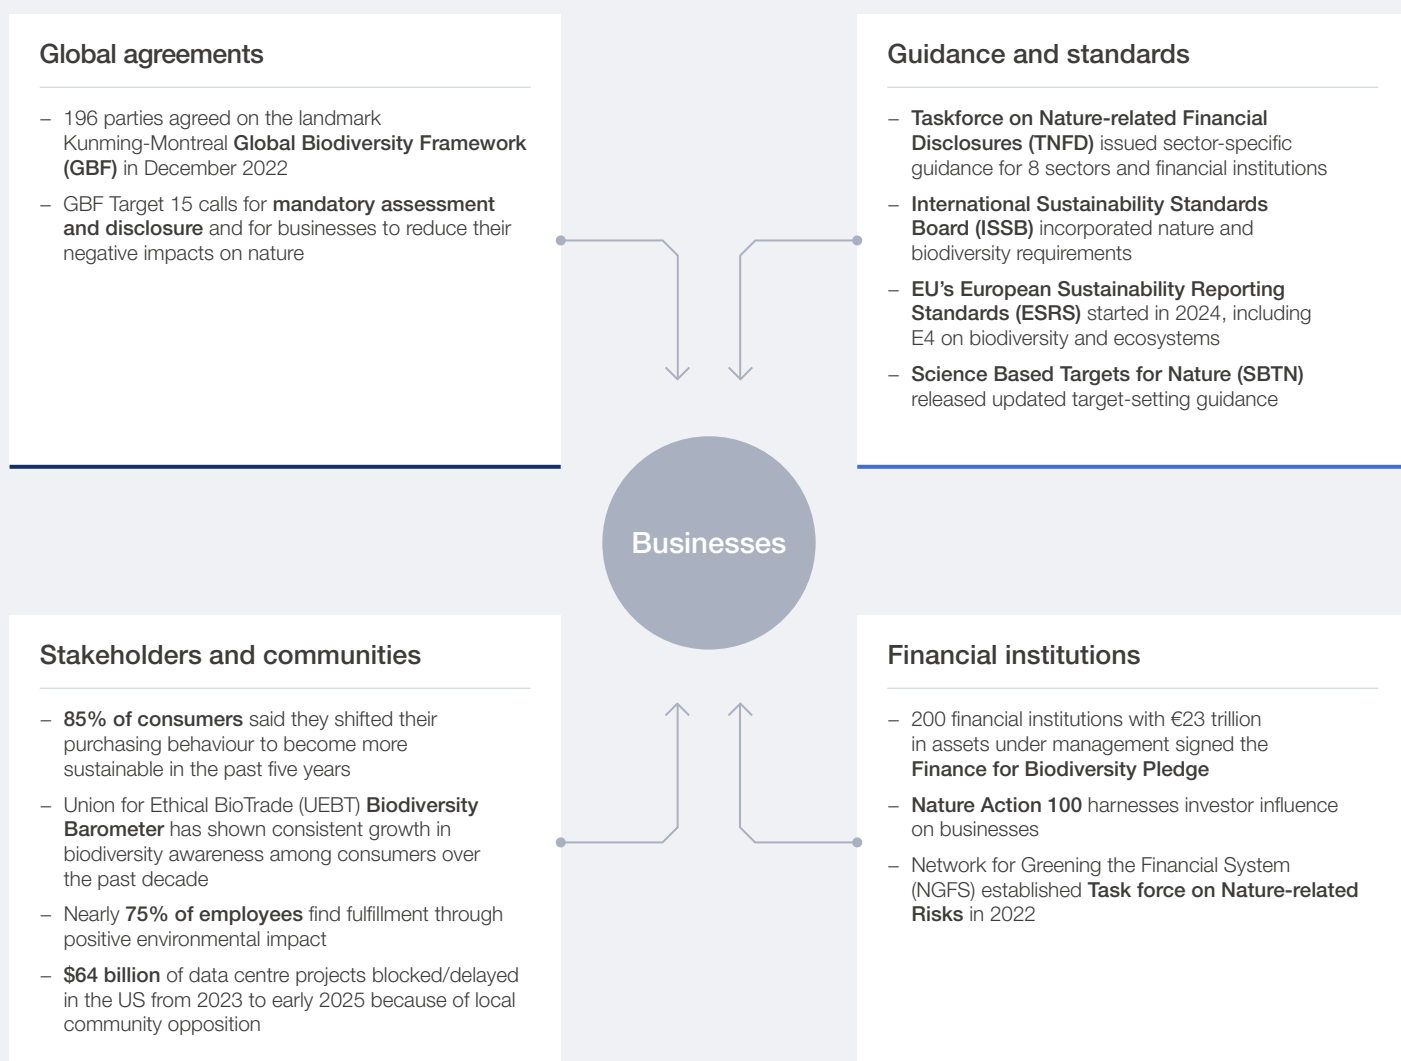 Global agreements
– 196 parties agreed on the landmark
Kunming-Montreal Global Biodiversity Framework
(GBF) in December 2022
– GBF Target 15 calls for mandatory assessment
and disclosure and for businesses to reduce their
negative impacts on nature
Guidance and standards
– Taskforce on Nature-related Financial
Disclosures (TNFD) issued sector-specific
guidance for 8 sectors and financial institutions
– International Sustainability Standards
Board (ISSB) incorporated nature and
biodiversity requirements
– EU’s European Sustainability Reporting
Standards (ESRS) started in 2024, including
E4 on biodiversity and ecosystems
– Science Based Targets for Nature (SBTN)
released updated target-setting guidance
Businesses
Stakeholders and communities
– 85% of consumers said they shifted their
purchasing behaviour to become more
sustainable in the past five years
– Union for Ethical BioTrade (UEBT) Biodiversity
Barometer has shown consistent growth in
biodiversity awareness among consumers over
the past decade
– Nearly 75% of employees find fulfillment through
positive environmental impact
– $64 billion of data centre projects blocked/delayed
in the US from 2023 to early 2025 because of local
community opposition
Financial institutions
– 200 financial institutions with €23 trillion
in assets under management signed the
Finance for Biodiversity Pledge
– Nature Action 100 harnesses investor influence
on businesses
– Network for Greening the Financial System
(NGFS) established Task force on Nature-related
Risks in 2022